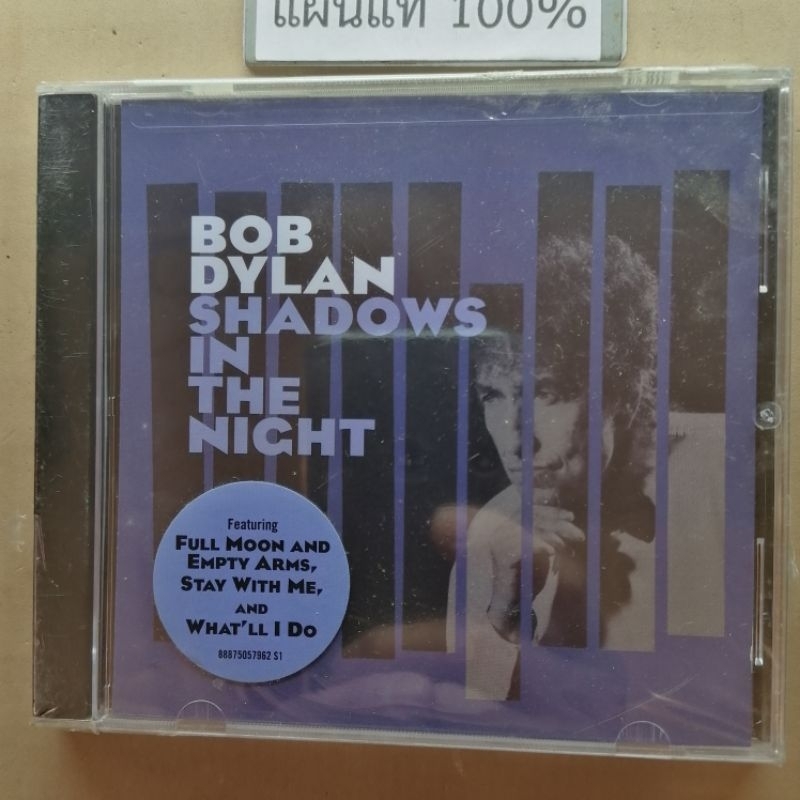 แผ่นแท้ 100%
BOB
DYLAN
SHADOWS
IN
THE
NIGHT
Featuring
FULL MOON AND
EMPTY ARMS,
STAY WITH ME,
AND
WHAT'LL I DO
88875057962 S1